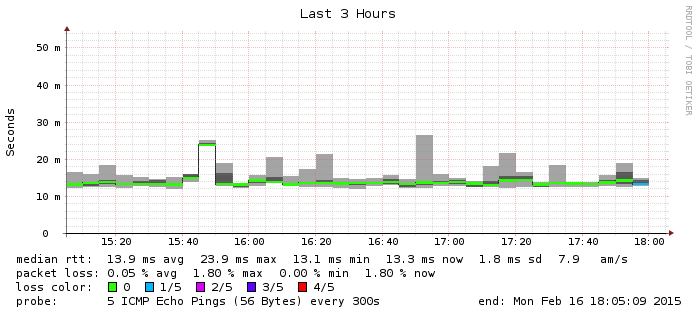 Last 3 Hours
RRDTOOL / TOBI OETIKER
Seconds
50 m
40 m
30 m
20 m
10 m
0
15:20 15:40 16:00 16:20 16:40 17:00 17:20 17:40 18:00
median rtt: 13.9 ms avg 23.9 ms max 13.1 ms min 13.3 ms now 1.8 ms sd 7.9 am/s
packet loss: 0.05 % avg 1.80 % max 0.00 % min 1.80 % now
loss color: 0 1/5 2/5 3/5 4/5
probe: 5 ICMP Echo Pings (56 Bytes) every 300s end: Mon Feb 16 18:05:09 2015